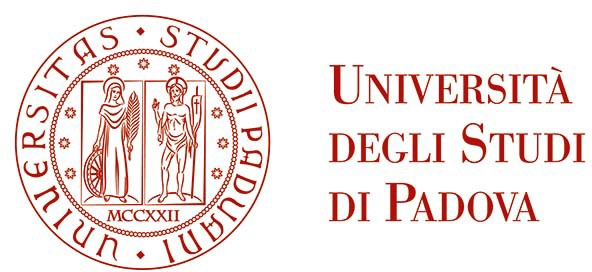 UNIVERSITAS · STUDII PADUANI ·
MCCXXII
UNIVERSITÀ
DEGLI STUDI
DI PADOVA